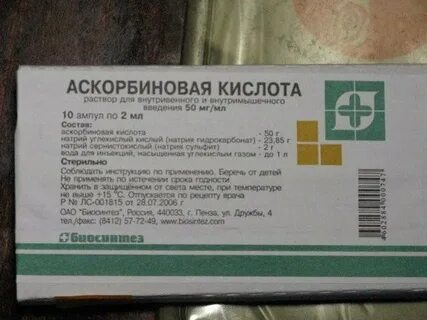 АСКОРБИНОВАЯ КИСЛОТА
раствор для внутривенного и внутримышечного
введения 50 мг/мл
10 ампул по 2 мл
Состав:
аскорбиновая кислота - 50 г
натрий углекислый кислый (натрия гидрокарбонат) - 23,85 г
натрий сернистокислый (натрия сульфит) - 2 г
вода для инъекций, насыщенная углекислым газом - до 1 л
Стерильно
Соблюдать инструкцию по применению. Беречь от детей
Не применять по истечении срока годности
Хранить в защищенном от света месте, при температуре
не выше +15 °C. Отпускается по рецепту врача
Р № ЛС-001815 от 28.07.2006 г
ОАО "Биосинтез", Россия, 440033, г. Пенза, ул. Дружбы, 4
тел./факс: (8412) 57-72-49, www.biosintez.com
биосинтез